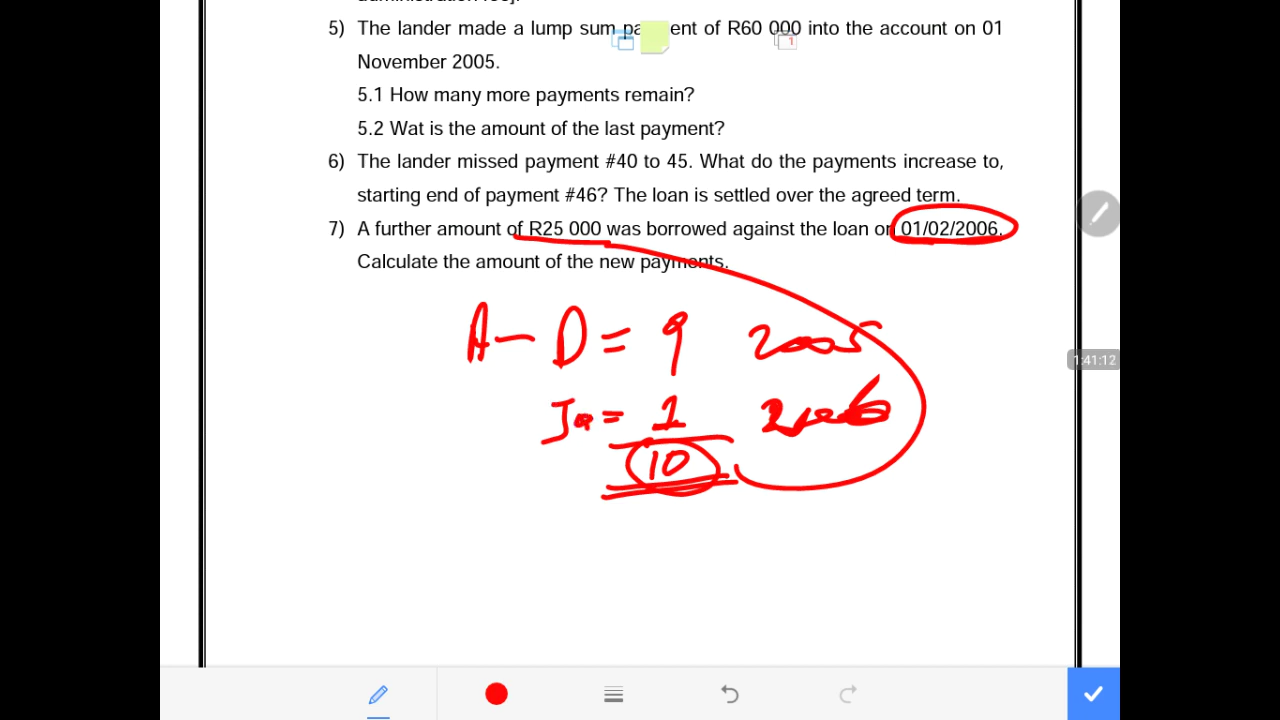 5) The lander made a lump sum payment of R60 000 into the account on 01
November 2005.
5.1 How many more payments remain?
5.2 Wat is the amount of the last payment?
6) The lander missed payment #40 to 45. What do the payments increase to,
starting end of payment #46? The loan is settled over the agreed term.
7) A further amount of R25 000 was borrowed against the loan on 01/02/2006.
Calculate the amount of the new payments.
A - D = 9 2005
Ja = 1 2006
10
1:41:12
1